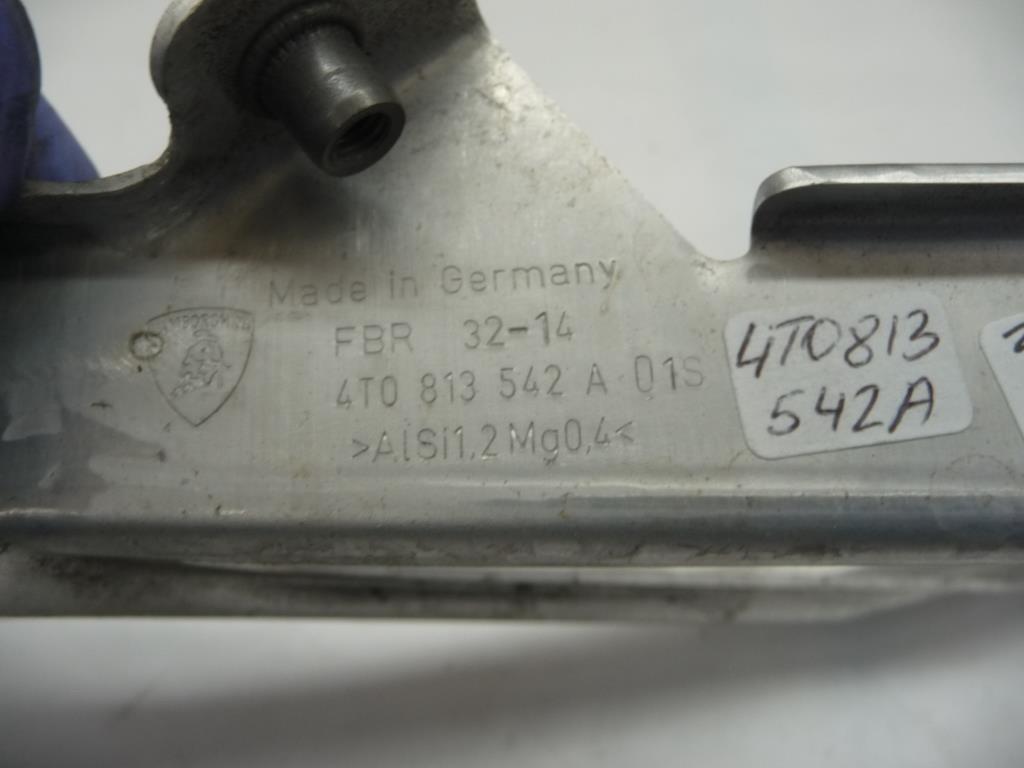 Made in Germany
FBR 32-14
4T0 813 542 A 01S
>AlSi1,2Mg0,4<
4T0813
542A